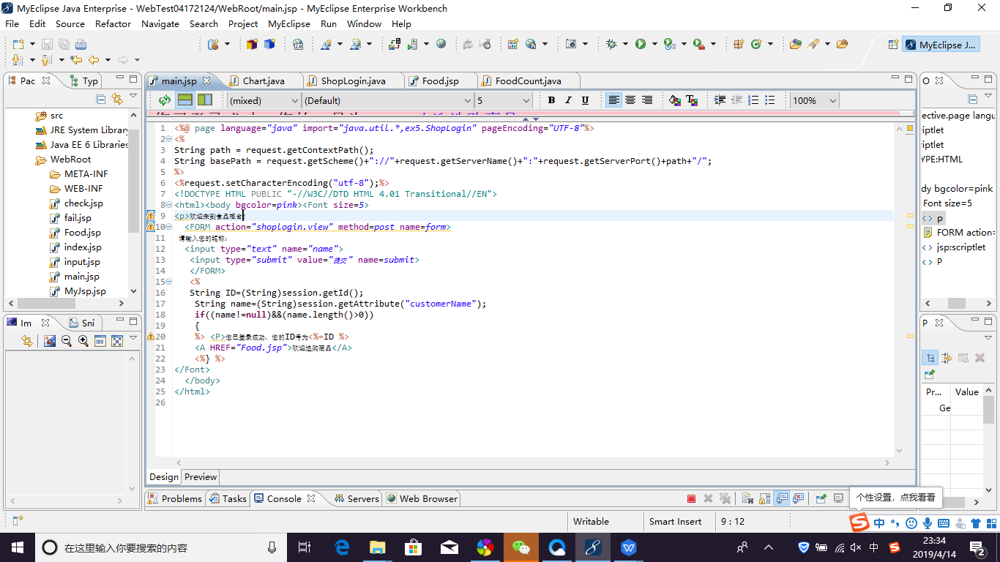 MyEclipse Java Enterprise - WebTest04172124/WebRoot/main.jsp - MyEclipse Enterprise Workbench
File Edit Source Refactor Navigate Search Project MyEclipse Run Window Help
MyEclipse J...
Pac Typ
main.jsp Chart.java ShopLogin.java Food.jsp FoodCount.java
O
(mixed) (Default) 5 B I U 100%
src
JRE System Library
Java EE 6 Libraries
WebRoot
META-INF
WEB-INF
check.jsp
fail.jsp
Food.jsp
index.jsp
input.jsp
main.jsp
MyJsp.jsp
1 <%@ page language="java" import="java.util.*,ex5.ShopLogin" pageEncoding="UTF-8"%>
2 <%
3 String path = request.getContextPath();
4 String basePath = request.getScheme()+"://"+request.getServerName()+":"+request.getServerPort()+path+"/";
5 %>
6 <%request.setCharacterEncoding("utf-8");%>
7 <!DOCTYPE HTML PUBLIC "-//W3C//DTD HTML 4.01 Transitional//EN">
8 <html><body bgcolor=pink><Font size=5>
9 <p>欢迎来到食品柜台!
10 <FORM action="shoplogin.view" method=post name=form>
11 请输入您的昵称:
12 <input type="text" name="name">
13 <input type="submit" value="提交" name=submit>
14 </FORM>
15 <%
16 String ID=(String)session.getId();
17 String name=(String)session.getAttribute("customerName");
18 if((name!=null)&&(name.length()>0))
19 {
20 %> <P>您已登录成功，您的ID号为<%=ID %>
21 <A HREF="Food.jsp">欢迎选购商品</A>
22 <%} %>
23 </Font>
24 </body>
25 </html>
26
ective.page langu
iptlet
iptlet
YPE:HTML
dy bgcolor=pink
Font size=5
p
FORM action=
jsp:scriptlet
P
Im Sni
P
Pr... Value
Ge
Design Preview
Problems Tasks Console Servers Web Browser
个性设置，点我看看
Writable Smart Insert 9 : 12
中
在这里输入你要搜索的内容
中
23:34
2019/4/14
2